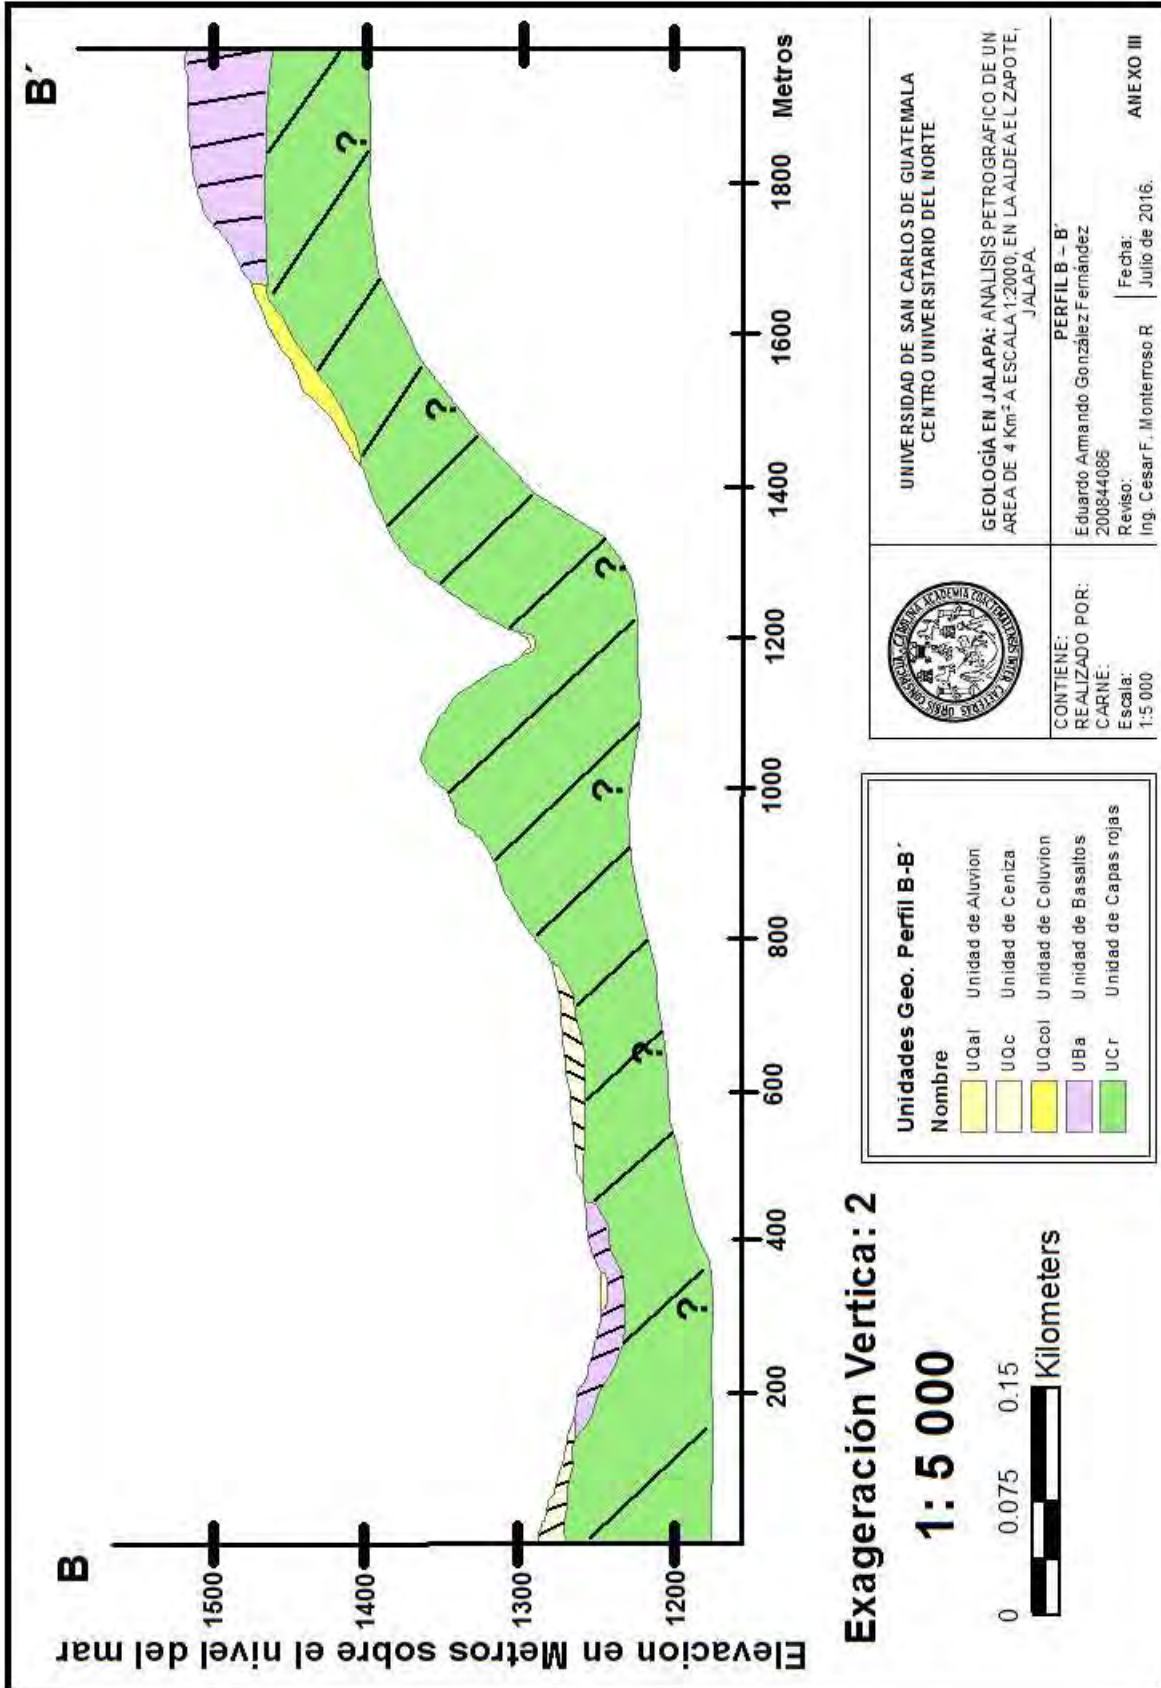 B
B´
Elevacion en Metros sobre el nivel del mar
1500
1400
1300
1200
?
?
?
?
?
?
?
200
400
600
800
1000
1200
1400
1600
1800
Metros
Exageración Vertica: 2
1: 5 000
0 0.075 0.15
Kilometers
Unidades Geo. Perfil B-B´
Nombre
UQal Unidad de Aluvion
UQc Unidad de Ceniza
UQcol Unidad de Coluvion
UBa Unidad de Basaltos
UCr Unidad de Capas rojas
UNIVERSIDAD DE SAN CARLOS DE GUATEMALA
CENTRO UNIVERSITARIO DEL NORTE
GEOLOGÍA EN JALAPA: ANALISIS PETROGRAFICO DE UN
AREA DE 4 Km² A ESCALA 1:2000, EN LA ALDEA EL ZAPOTE,
JALAPA.
CONTIENE: PERFIL B - B´
REALIZADO POR: Eduardo Armando González Fernández
CARNÉ: 200844086
Escala: Reviso: Fecha:
1:5 000 Ing. Cesar F. Monterroso R Julio de 2016. ANEXO III